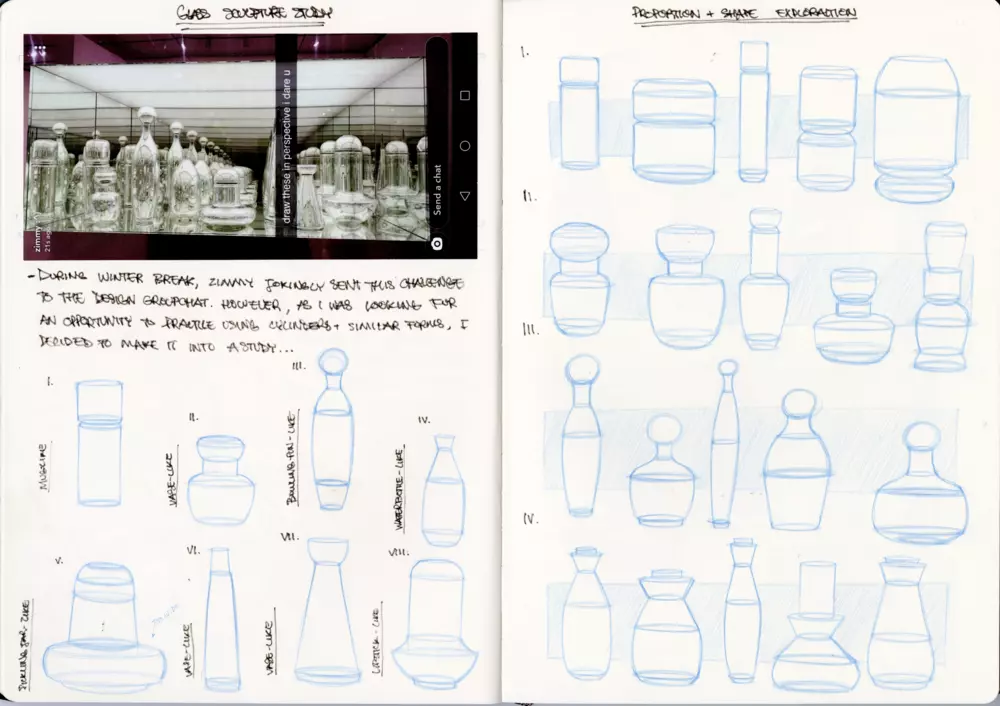 GLASS SCULPTURE STUDY
draw these in perspective i dare u
Send a chat
zimmy
21s ago
- DURING WINTER BREAK, ZIMMY JOKINGLY SENT THIS CHALLENGE
TO THE DESIGN GROUPCHAT. HOWEVER, AS I WAS LOOKING FOR
AN OPPORTUNITY TO PRACTICE USING CYLINDERS + SIMILAR FORMS, I
DECIDED TO MAKE IT INTO A STUDY...
I.
II.
VASE-LIKE
III.
BOWLING PIN-LIKE
IV.
WATERBOTTLE-LIKE
V.
PICKLING JAR-LIKE
VI.
VASE-LIKE
VII.
VASE-LIKE
VIII.
LIPSTICK-LIKE
PROPORTION + SHAPE EXPLORATION
I.
II.
III.
IV.